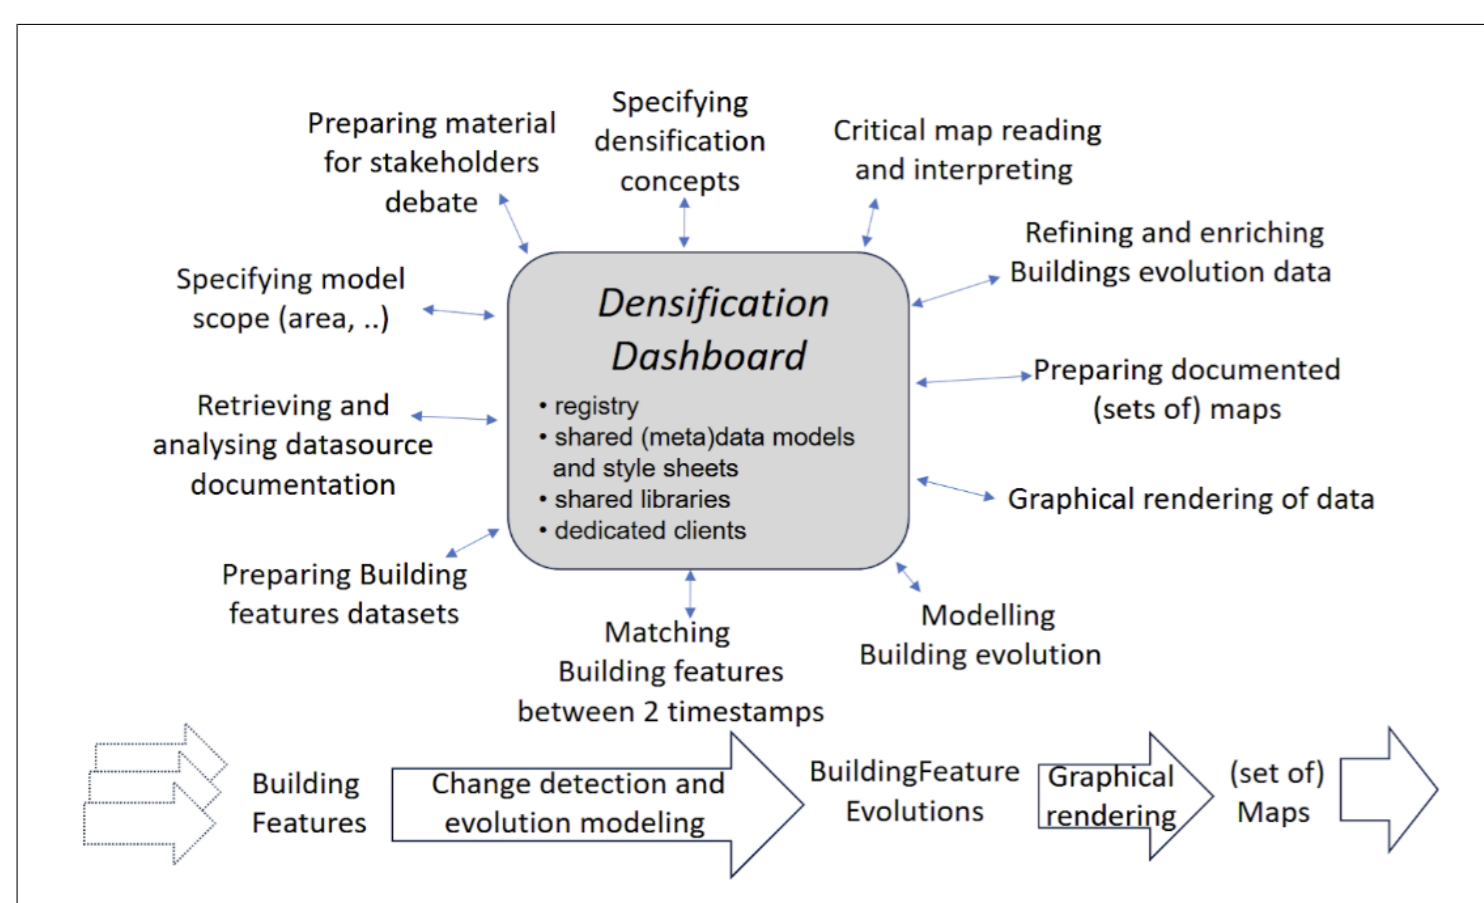 Specifying
densification
concepts
Preparing material
for stakeholders
debate
Critical map reading
and interpreting
Refining and enriching
Buildings evolution data
Specifying model
scope (area, ..)
Densification
Dashboard
• registry
• shared (meta)data models
and style sheets
• shared libraries
• dedicated clients
Preparing documented
(sets of) maps
Retrieving and
analysing datasource
documentation
Graphical rendering of data
Preparing Building
features datasets
Matching
Building features
between 2 timestamps
Modelling
Building evolution
Building
Features
Change detection and
evolution modeling
BuildingFeature
Evolutions
Graphical
rendering
(set of)
Maps